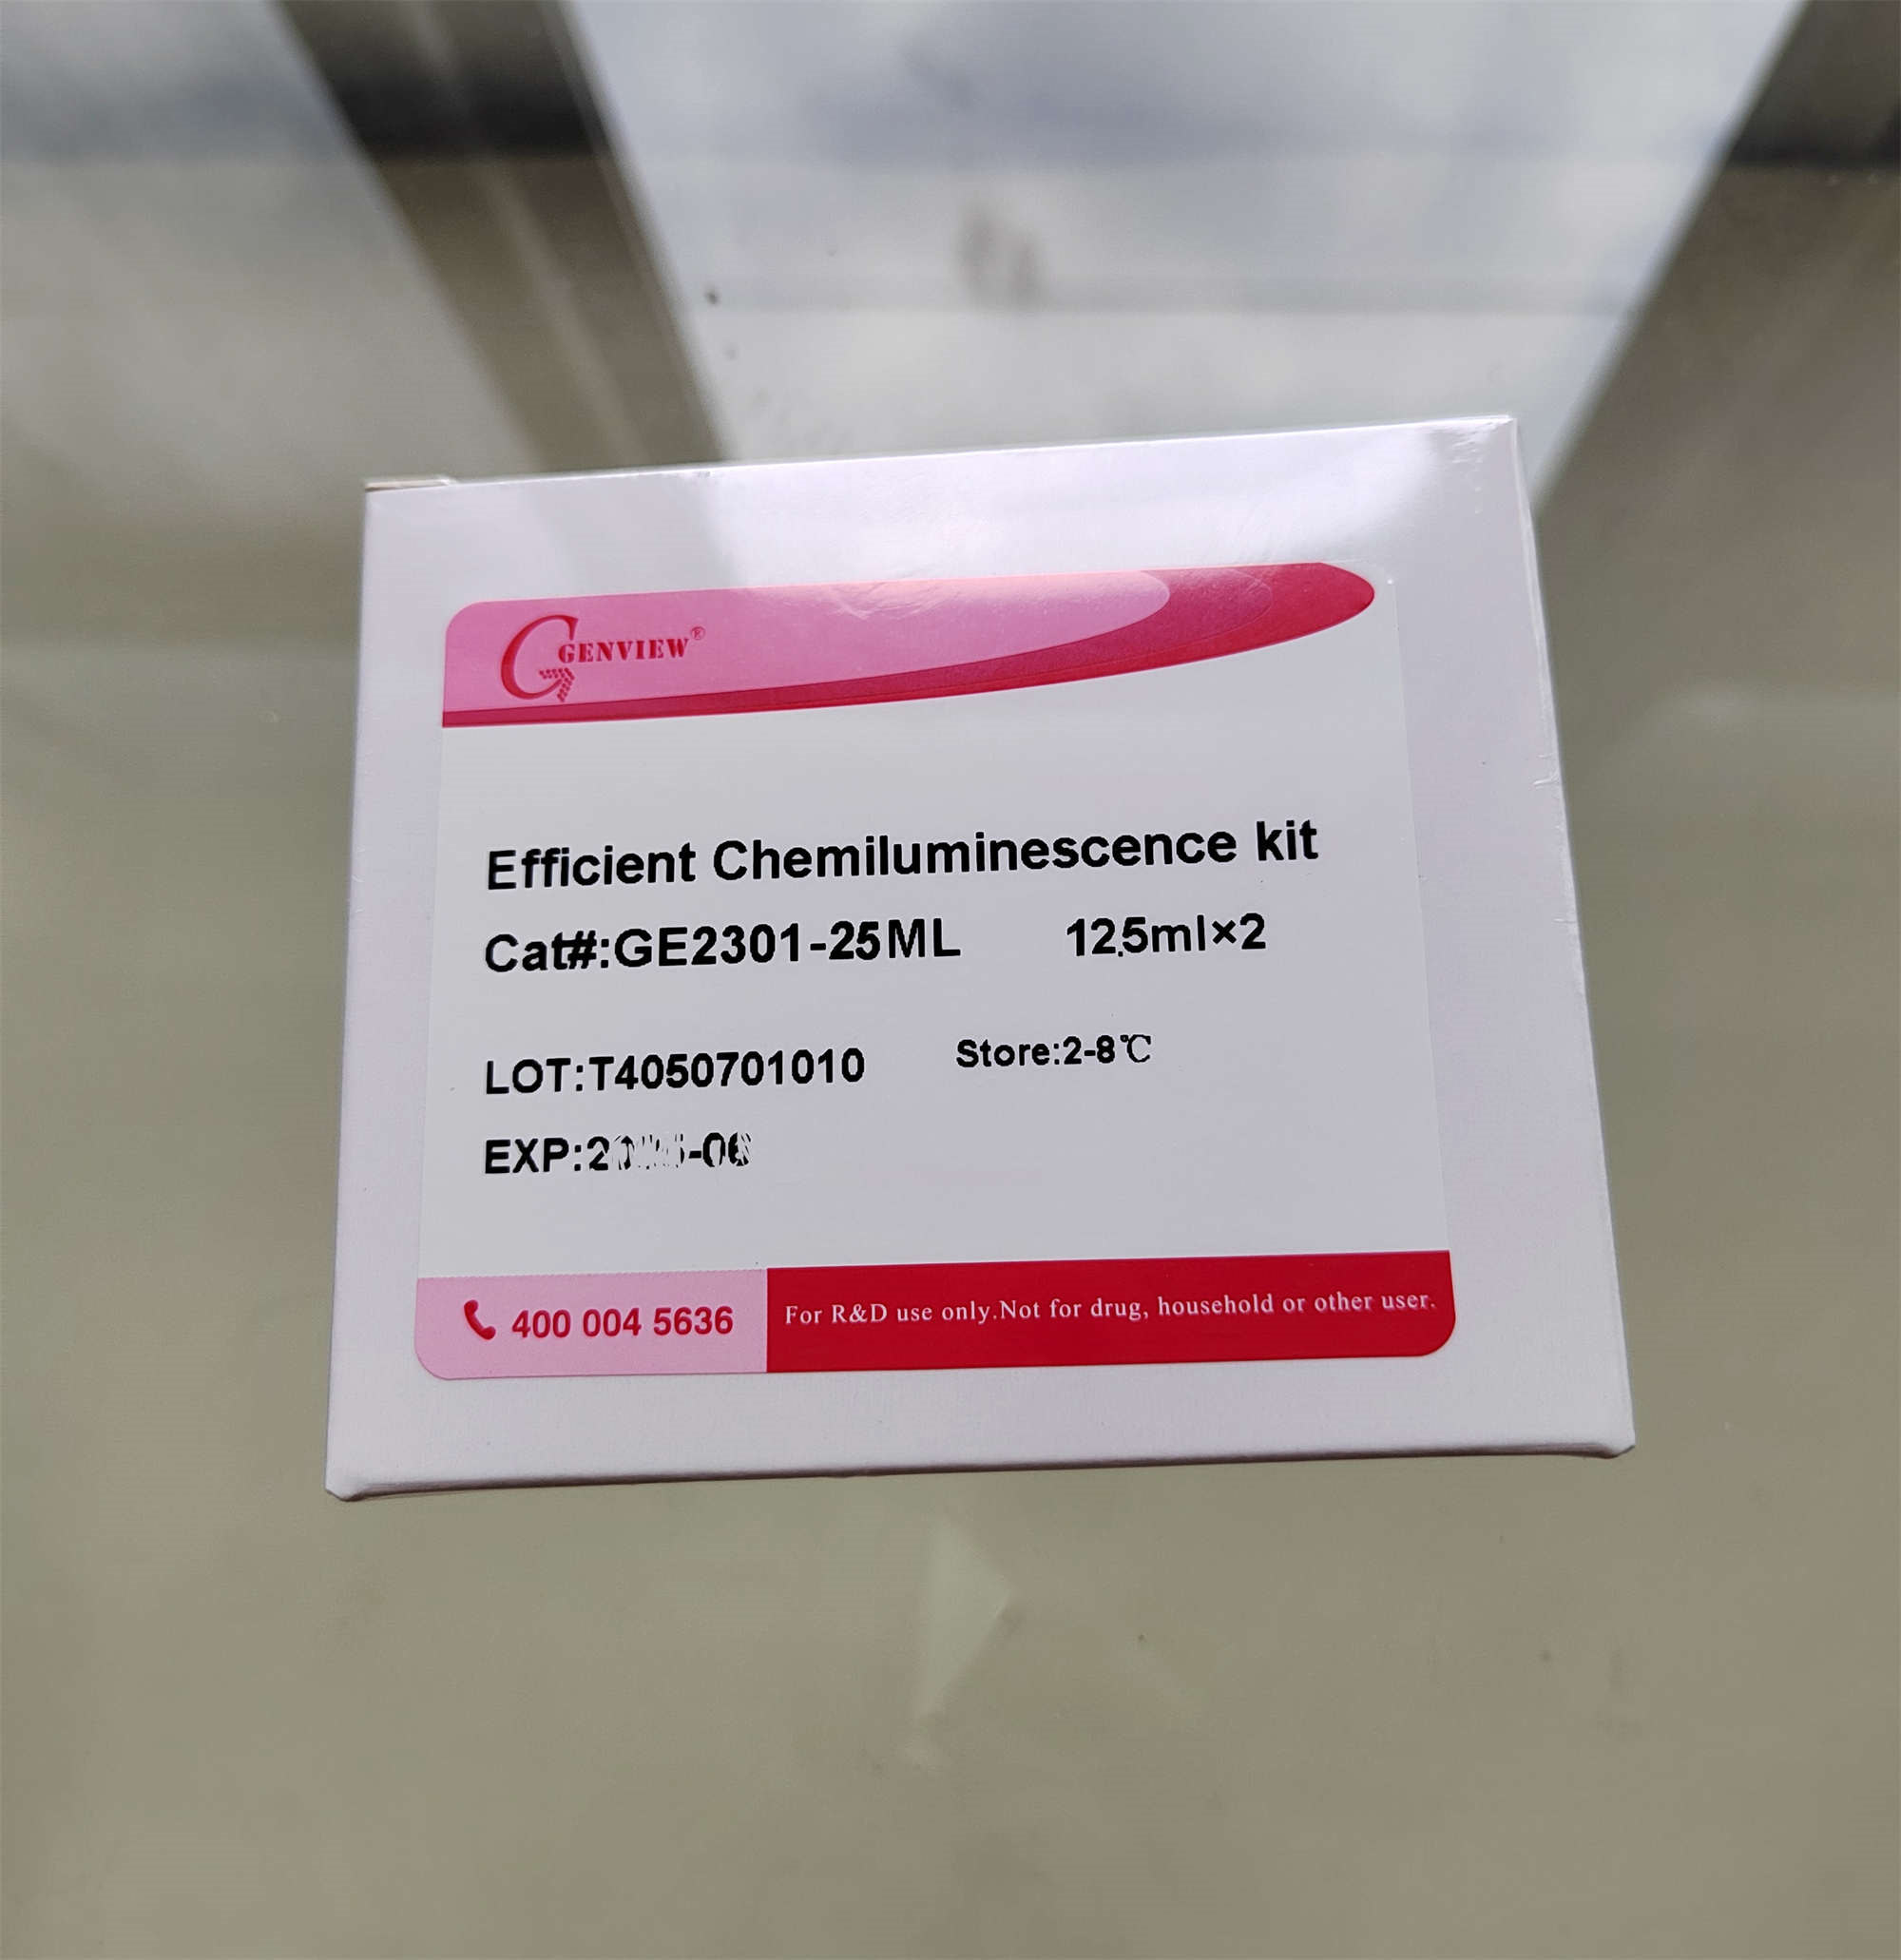 GENVIEW®
Efficient Chemiluminescence kit
Cat#:GE2301-25ML 12.5ml×2
LOT:T4050701010 Store:2-8℃
EXP:
400 004 5636 For R&D use only.Not for drug, household or other user.